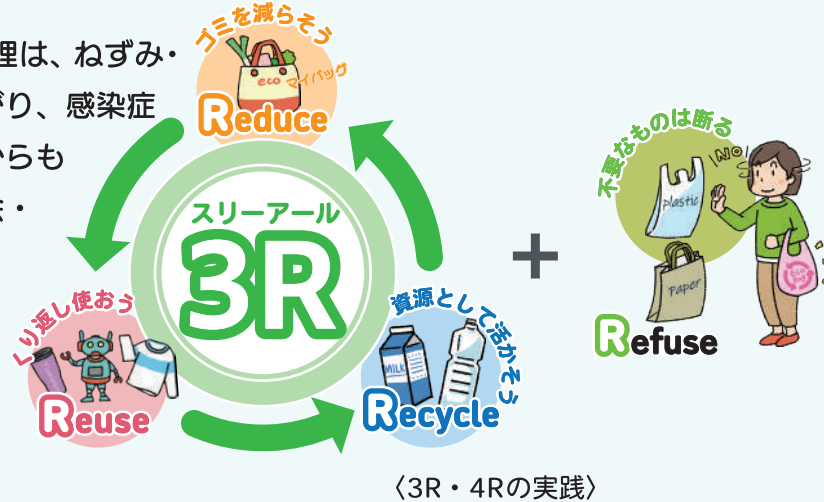 理は、ねずみ・
がり、感染症
からも
・
ゴミを減らそう
eco
マイバッグ
Reduce
スリーアール
3R
くり返し使おう
Reuse
資源として活かそう
MILK
Recycle
+
不要なものは断る
NO
plastic
Paper
Eco
Bag
Refuse
〈3R・4Rの実践〉